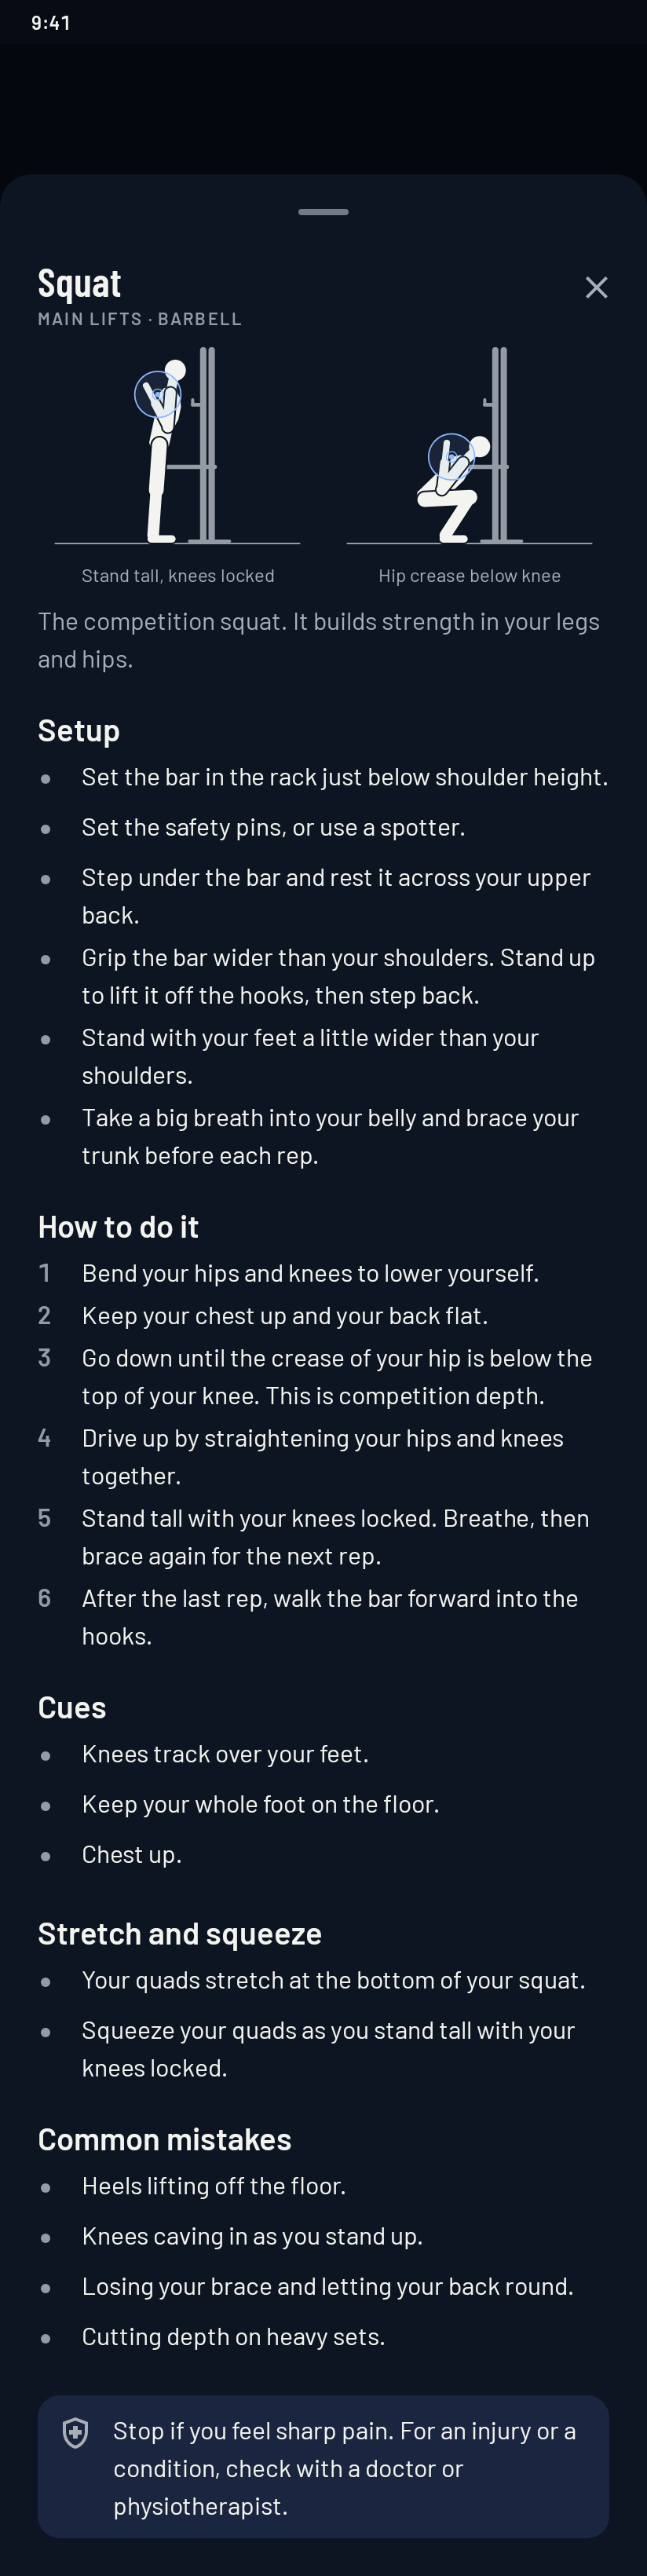 9:41
Squat
MAIN LIFTS · BARBELL
Stand tall, knees locked
Hip crease below knee
The competition squat. It builds strength in your legs
and hips.
Setup
● Set the bar in the rack just below shoulder height.
● Set the safety pins, or use a spotter.
● Step under the bar and rest it across your upper
back.
● Grip the bar wider than your shoulders. Stand up
to lift it off the hooks, then step back.
● Stand with your feet a little wider than your
shoulders.
● Take a big breath into your belly and brace your
trunk before each rep.
How to do it
1 Bend your hips and knees to lower yourself.
2 Keep your chest up and your back flat.
3 Go down until the crease of your hip is below the
top of your knee. This is competition depth.
4 Drive up by straightening your hips and knees
together.
5 Stand tall with your knees locked. Breathe, then
brace again for the next rep.
6 After the last rep, walk the bar forward into the
hooks.
Cues
● Knees track over your feet.
● Keep your whole foot on the floor.
● Chest up.
Stretch and squeeze
● Your quads stretch at the bottom of your squat.
● Squeeze your quads as you stand tall with your
knees locked.
Common mistakes
● Heels lifting off the floor.
● Knees caving in as you stand up.
● Losing your brace and letting your back round.
● Cutting depth on heavy sets.
Stop if you feel sharp pain. For an injury or a
condition, check with a doctor or
physiotherapist.